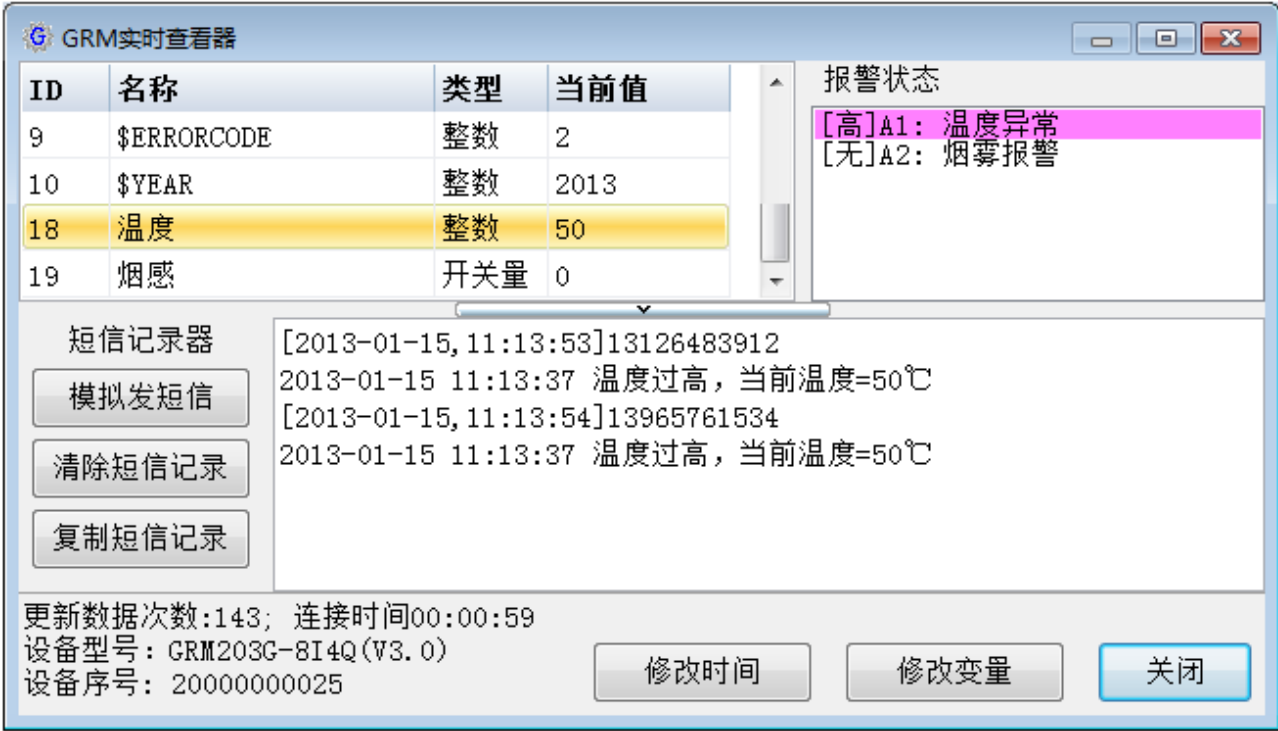 GRM实时查看器
ID 名称 类型 当前值
9 $ERRORCODE 整数 2
10 $YEAR 整数 2013
18 温度 整数 50
19 烟感 开关量 0
报警状态
[高]A1: 温度异常
[无]A2: 烟雾报警
短信记录器
模拟发短信
清除短信记录
复制短信记录
[2013-01-15,11:13:53]13126483912
2013-01-15 11:13:37 温度过高，当前温度=50℃
[2013-01-15,11:13:54]13965761534
2013-01-15 11:13:37 温度过高，当前温度=50℃
更新数据次数:143; 连接时间00:00:59
设备型号: GRM203G-8I4Q(V3.0)
设备序号: 20000000025
修改时间
修改变量
关闭